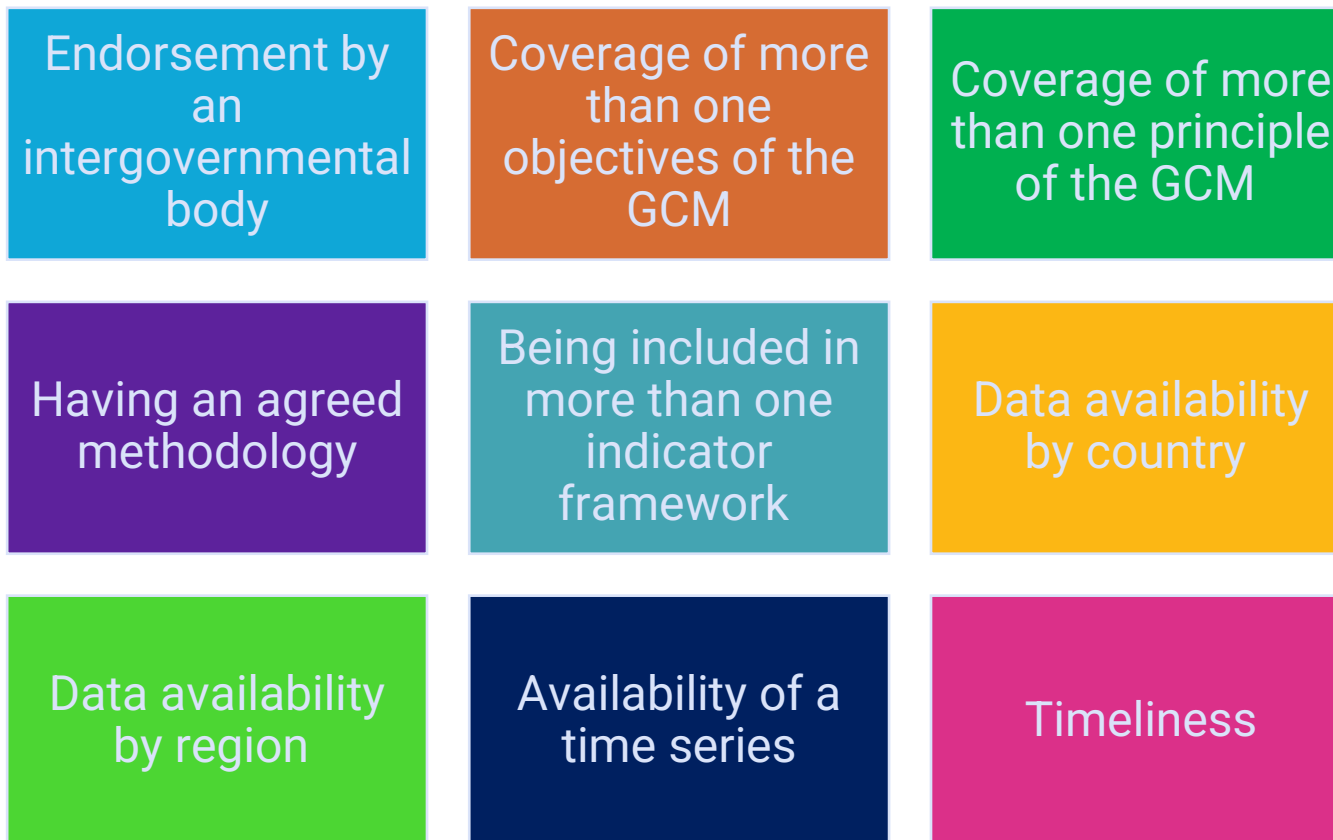 Endorsement by
an
intergovernmental
body
Coverage of more
than one
objectives of the
GCM
Coverage of more
than one principle
of the GCM
Having an agreed
methodology
Being included in
more than one
indicator
framework
Data availability
by country
Data availability
by region
Availability of a
time series
Timeliness